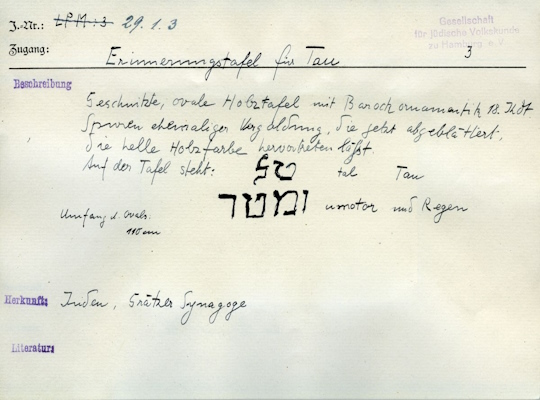 J.-Nr.: LPM:3 29.1.3
Gesellschaft
für jüdische Volkskunde
zu Hamburg e.V.
Zugang: 3
Erinnerungstafel für Tau
Beschreibung
Geschnitzte, ovale Holztafel mit Barockornamentik 18. Jhdt
Spuren ehemaliger Vergoldung, die jetzt abgeblättert,
die helle Holzfarbe hervortreten läßt.
Auf der Tafel steht: טל tal Tau
ומטר umotor und Regen
Umfang d. Ovals:
110 cm
Herkunft: Juden, Grätzer Synagoge
Literatur: